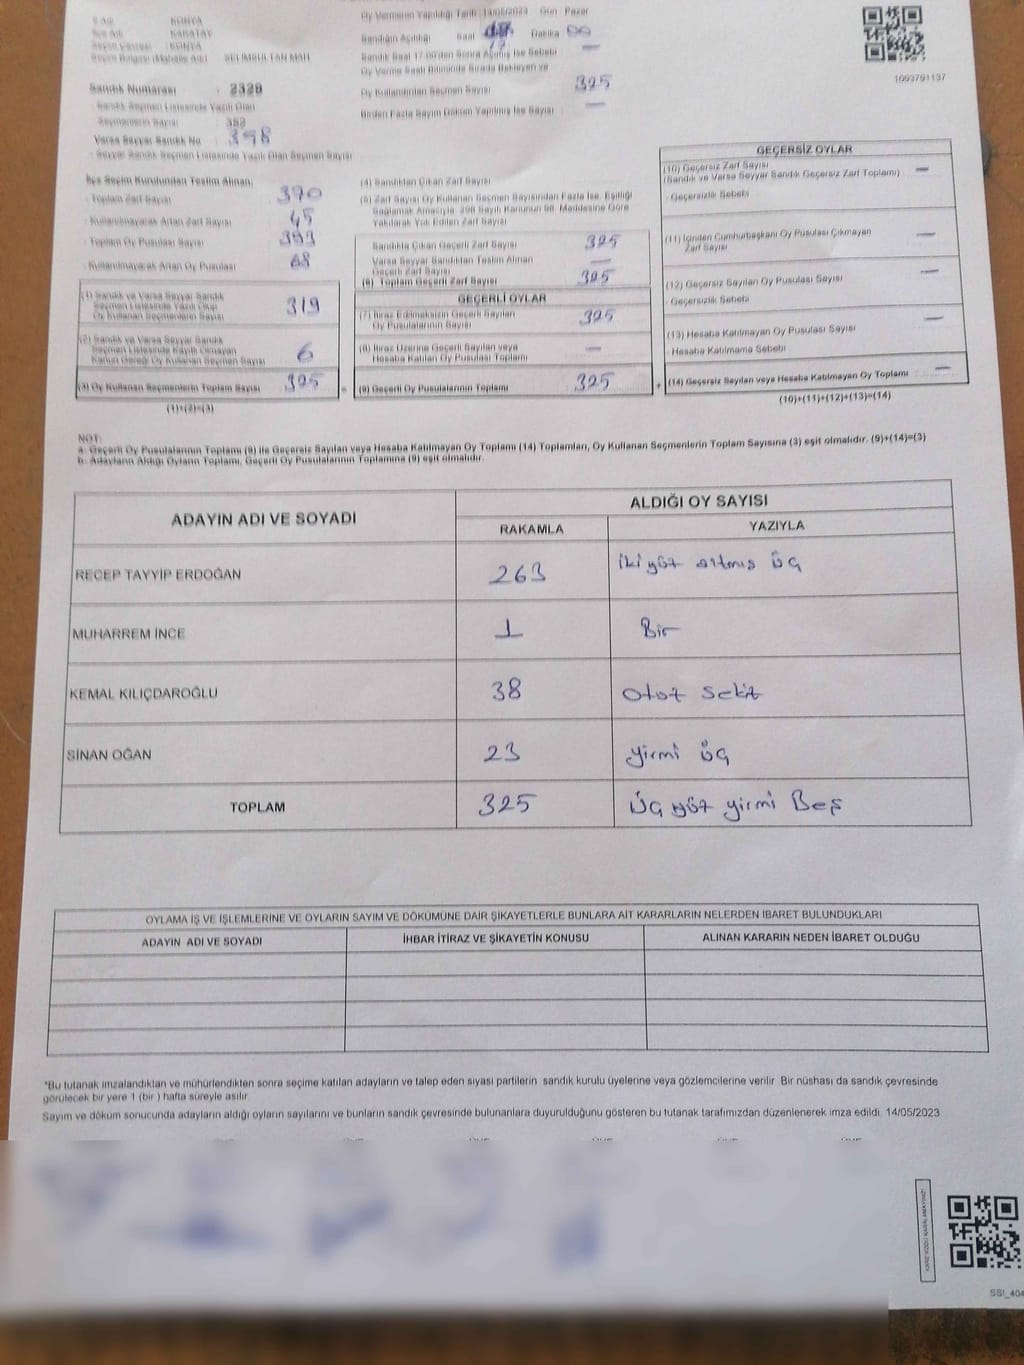 İli Adı : KONYA
İlçe Adı : KARATAY
Seçim Çevresi : KONYA
Seçim Bölgesi (Mahalle Adı) : SELİMSULTAN MAH
Sandık Numarası : 2329
- Sandık Seçmen Listesinde Yazılı Olan
Seçmenlerin Sayısı :
Varsa Seyyar Sandık No :
- Seyyar Sandık Seçmen Listesinde Yazılı Olan Seçmen Sayısı
Oy Vermenin Yapıldığı Tarih : 14/05/2023 Gün : Pazar
Sandığın Açıldığı Saat Dakika 00
Sandık Saat 17:00'den Sonra Açılmış İse Sebebi —
Oy Verme Saati Bitiminde Sırada Bekleyen ve
Oy Kullandırılan Seçmen Sayısı 325
Birden Fazla Sayım Döküm Yapılmış İse Sayısı —
1003791137
İlçe Seçim Kurulundan Teslim Alınan;
- Toplam Zarf Sayısı : 370
- Kullanılmayarak Artan Zarf Sayısı : 45
- Toplam Oy Pusulası Sayısı : 393
- Kullanılmayarak Artan Oy Pusulası : 68
(1) Sandık ve Varsa Seyyar Sandık
Seçmen Listesinde Yazılı Olup
Oy Kullanan Seçmenlerin Sayısı 319
(2) Sandık ve Varsa Seyyar Sandık
Seçmen Listesinde Kayıtlı Olmayan
Kanun Gereği Oy Kullanan Seçmen Sayısı 6
(3) Oy Kullanan Seçmenlerin Toplam Sayısı 325
(1)+(2)=(3)
(4) Sandıktan Çıkan Zarf Sayısı
(5) Zarf Sayısı Oy Kullanan Seçmen Sayısından Fazla İse, Eşitliği
Sağlamak Amacıyla, 298 Sayılı Kanunun 98. Maddesine Göre
Yakılarak Yok Edilen Zarf Sayısı
Sandıkta Çıkan Geçerli Zarf Sayısı 325
Varsa Seyyar Sandıktan Teslim Alınan
Geçerli Zarf Sayısı —
(6) Toplam Geçerli Zarf Sayısı 325
GEÇERLİ OYLAR
(7) İtiraz Edilmeksizin Geçerli Sayılan
Oy Pusulalarının Sayısı 325
(8) İtiraz Üzerine Geçerli Sayılan veya
Hesaba Katılan Oy Pusulası Toplamı —
= (9) Geçerli Oy Pusulalarının Toplamı : 325
GEÇERSİZ OYLAR
(10) Geçersiz Zarf Sayısı
(Sandık ve Varsa Seyyar Sandık Geçersiz Zarf Toplamı) —
- Geçersizlik Sebebi
(11) İçinden Cumhurbaşkanı Oy Pusulası Çıkmayan
Zarf Sayısı —
(12) Geçersiz Sayılan Oy Pusulası Sayısı —
- Geçersizlik Sebebi
(13) Hesaba Katılmayan Oy Pusulası Sayısı —
- Hesaba Katılmama Sebebi
+ (14) Geçersiz Sayılan veya Hesaba Katılmayan Oy Toplamı : —
(10)+(11)+(12)+(13)=(14)
NOT:
a- Geçerli Oy Pusulalarının Toplamı (9) ile Geçersiz Sayılan veya Hesaba Katılmayan Oy Toplamı (14) Toplamları, Oy Kullanan Seçmenlerin Toplam Sayısına (3) eşit olmalıdır. (9)+(14)=(3)
b- Adayların Aldığı Oyların Toplamı, Geçerli Oy Pusulalarının Toplamına (9) eşit olmalıdır.
ADAYIN ADI VE SOYADI ALDIĞI OY SAYISI
RAKAMLA YAZIYLA
RECEP TAYYİP ERDOĞAN 263 iki yüz altmış üç
MUHARREM İNCE 1 Bir
KEMAL KILIÇDAROĞLU 38 otuz sekiz
SİNAN OĞAN 23 yirmi üç
TOPLAM 325 Üç yüz yirmi Beş
OYLAMA İŞ VE İŞLEMLERİNE VE OYLARIN SAYIM VE DÖKÜMÜNE DAİR ŞİKAYETLERLE BUNLARA AİT KARARLARIN NELERDEN İBARET BULUNDUKLARI
ADAYIN ADI VE SOYADI İHBAR İTİRAZ VE ŞİKAYETİN KONUSU ALINAN KARARIN NEDEN İBARET OLDUĞU
*Bu tutanak imzalandıktan ve mühürlendikten sonra seçime katılan adayların ve talep eden siyasi partilerin sandık kurulu üyelerine veya gözlemcilerine verilir. Bir nüshası da sandık çevresinde
görülecek bir yere 1 (bir ) hafta süreyle asılır.
Sayım ve döküm sonucunda adayların aldığı oyların sayılarını ve bunların sandık çevresinde bulunanlara duyurulduğunu gösteren bu tutanak tarafımızdan düzenlenerek imza edildi. 14/05/2023
KARE KODU KARALAMAYINIZ!
SSI_404